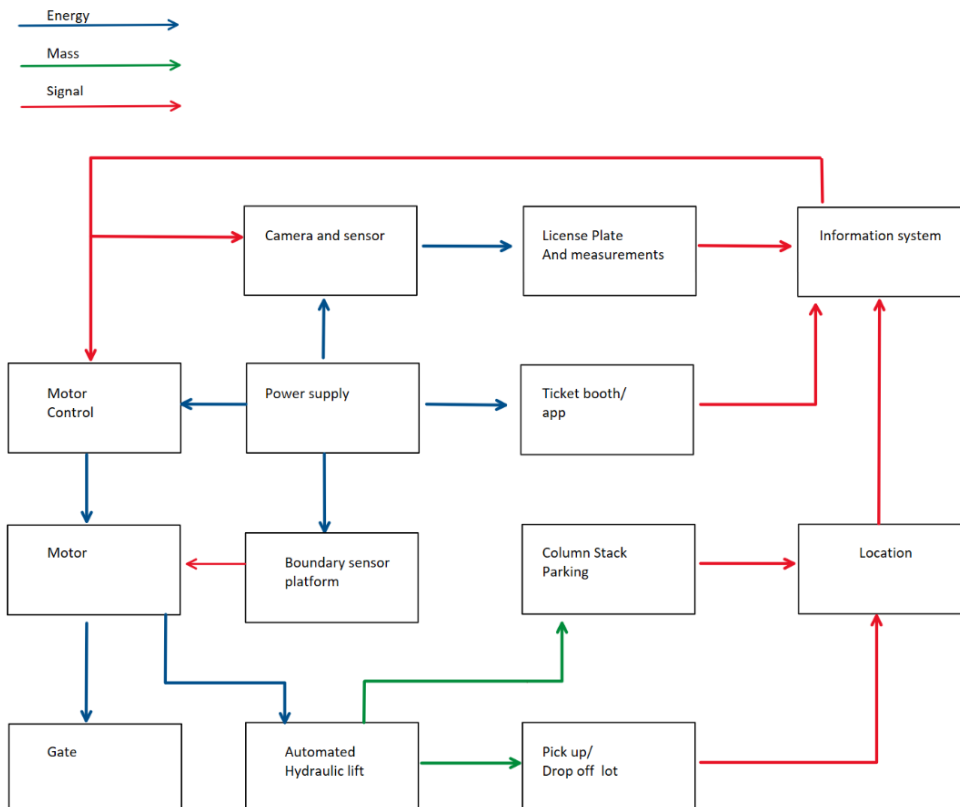 Energy
Mass
Signal
Camera and sensor
License Plate
And measurements
Information system
Motor
Control
Power supply
Ticket booth/
app
Motor
Boundary sensor
platform
Column Stack
Parking
Location
Gate
Automated
Hydraulic lift
Pick up/
Drop off lot